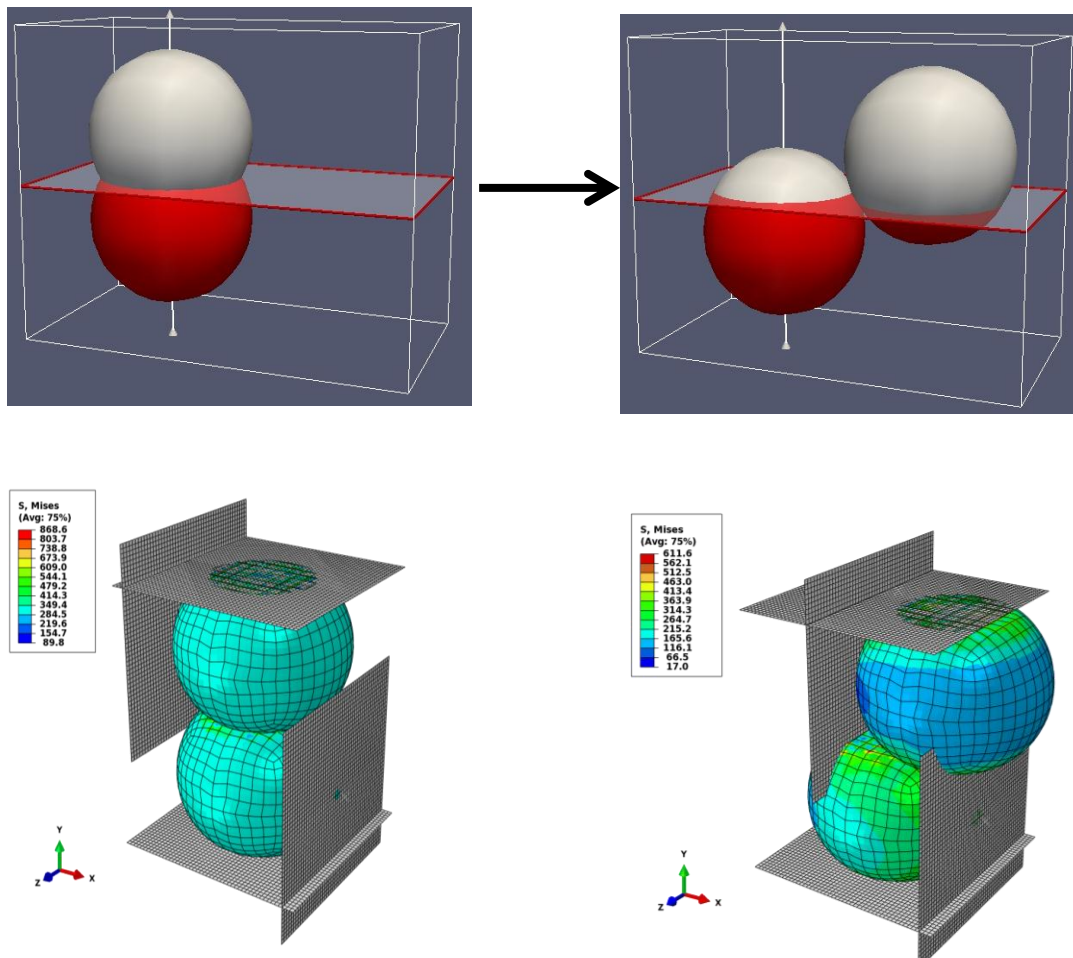 S, Mises
(Avg: 75%)
868.6
803.7
738.8
673.9
609.0
544.1
479.2
414.3
349.4
284.5
219.6
154.7
89.8
Y
Z
X
S, Mises
(Avg: 75%)
611.6
562.1
512.5
463.0
413.4
363.9
314.3
264.7
215.2
165.6
116.1
66.5
17.0
Y
Z
X